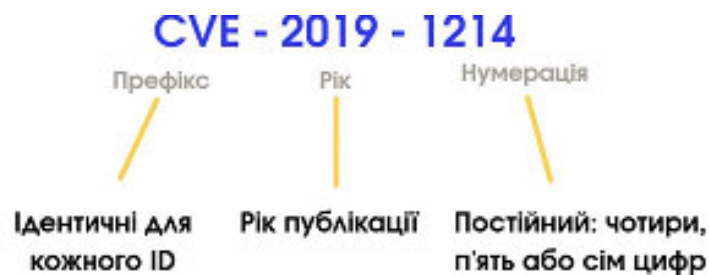 CVE - 2019 - 1214
Префікс Рік Нумерація
Ідентичні для Рік публікації Постійний: чотири,
кожного ID п'ять або сім цифр